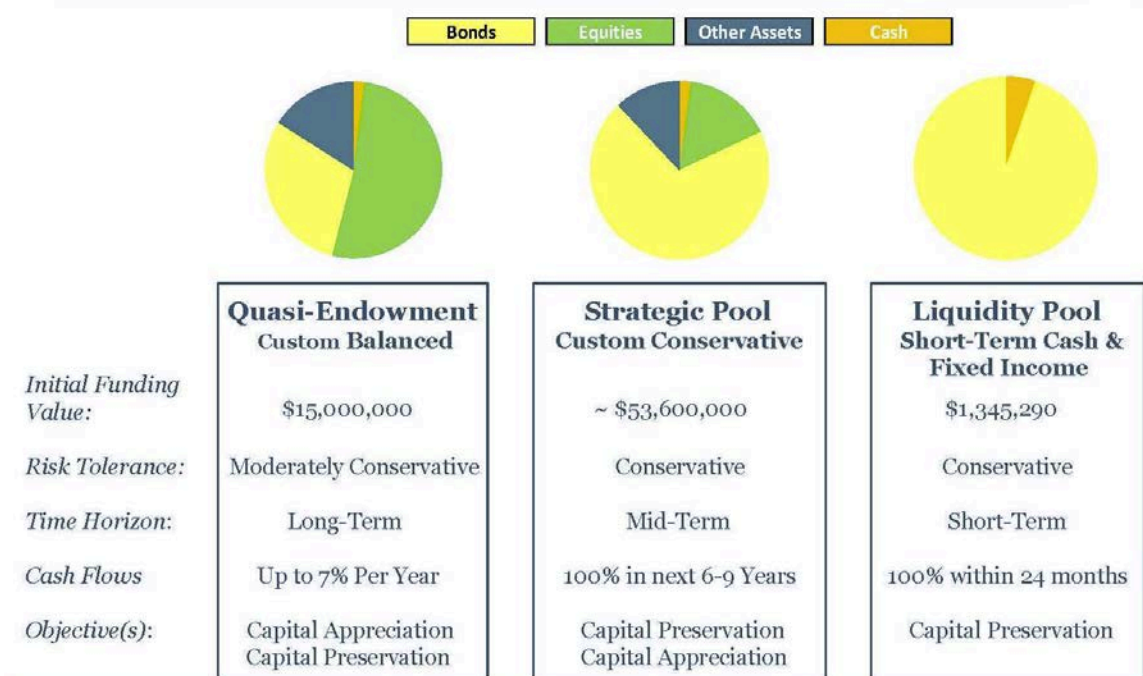 Bonds
Equities
Other Assets
Cash
Quasi-Endowment
Custom Balanced
Strategic Pool
Custom Conservative
Liquidity Pool
Short-Term Cash &
Fixed Income
Initial Funding
Value:
$15,000,000
~ $53,600,000
$1,345,290
Risk Tolerance:
Moderately Conservative
Conservative
Conservative
Time Horizon:
Long-Term
Mid-Term
Short-Term
Cash Flows
Up to 7% Per Year
100% in next 6-9 Years
100% within 24 months
Objective(s):
Capital Appreciation
Capital Preservation
Capital Preservation
Capital Appreciation
Capital Preservation